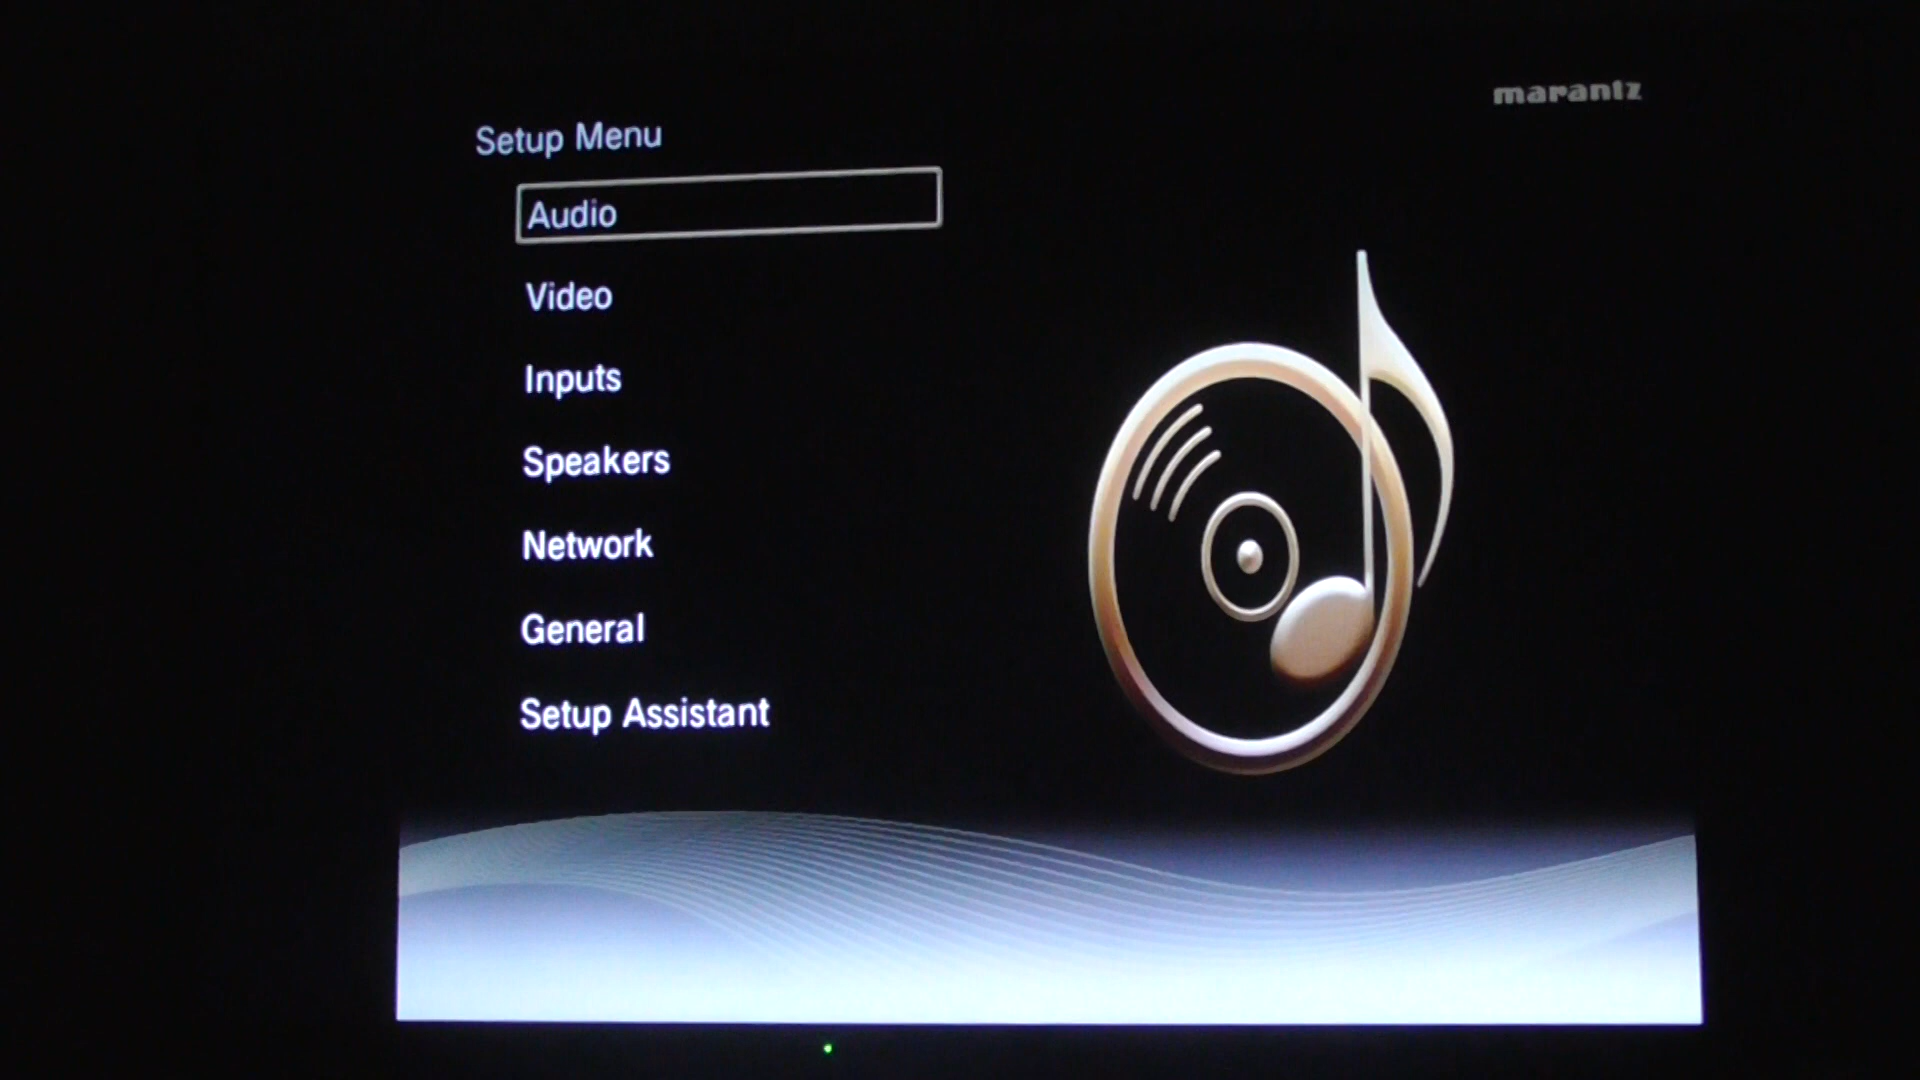 marantz
Setup Menu
Audio
Video
Inputs
Speakers
Network
General
Setup Assistant